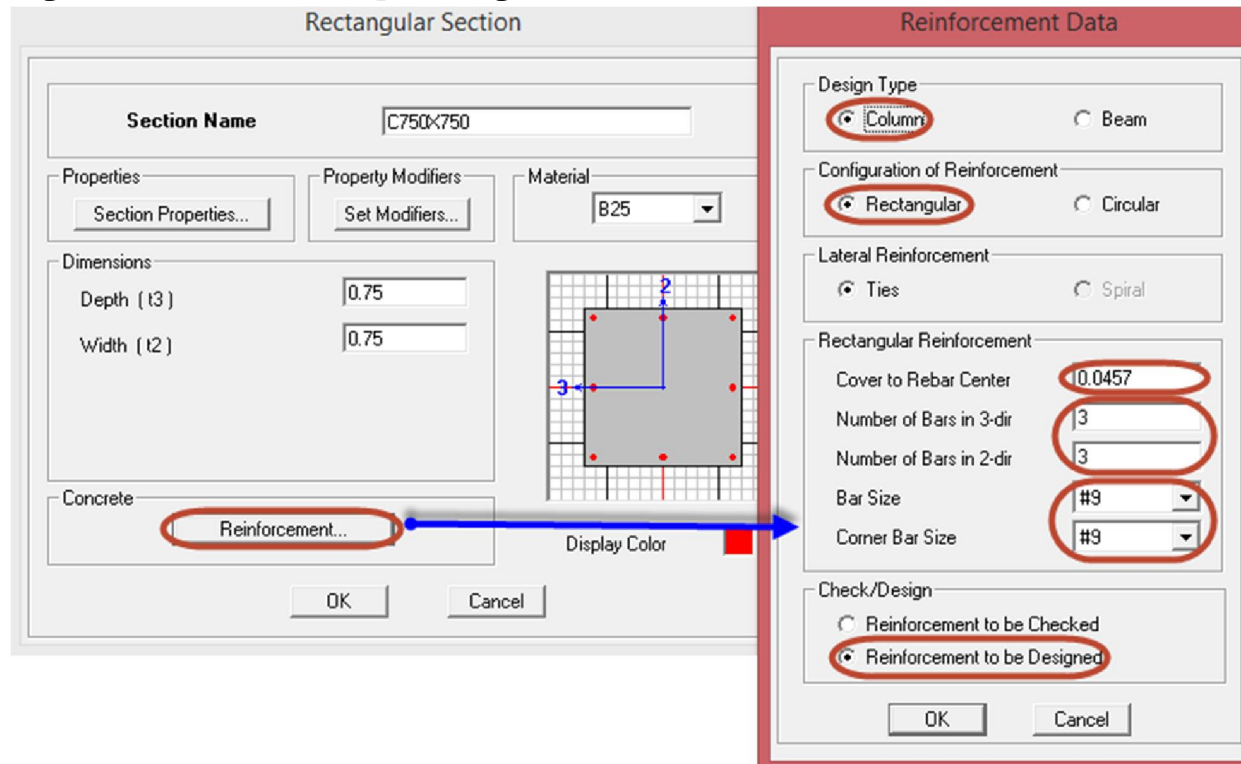 Rectangular Section
Section Name
C750X750
Properties
Section Properties...
Property Modifiers
Set Modifiers...
Material
B25
Dimensions
Depth ( t3 )
0.75
Width ( t2 )
0.75
2
3
Concrete
Reinforcement...
Display Color
OK
Cancel
Reinforcement Data
Design Type
Column
Beam
Configuration of Reinforcement
Rectangular
Circular
Lateral Reinforcement
Ties
Spiral
Rectangular Reinforcement
Cover to Rebar Center
0.0457
Number of Bars in 3-dir
3
Number of Bars in 2-dir
3
Bar Size
#9
Corner Bar Size
#9
Check/Design
Reinforcement to be Checked
Reinforcement to be Designed
OK
Cancel